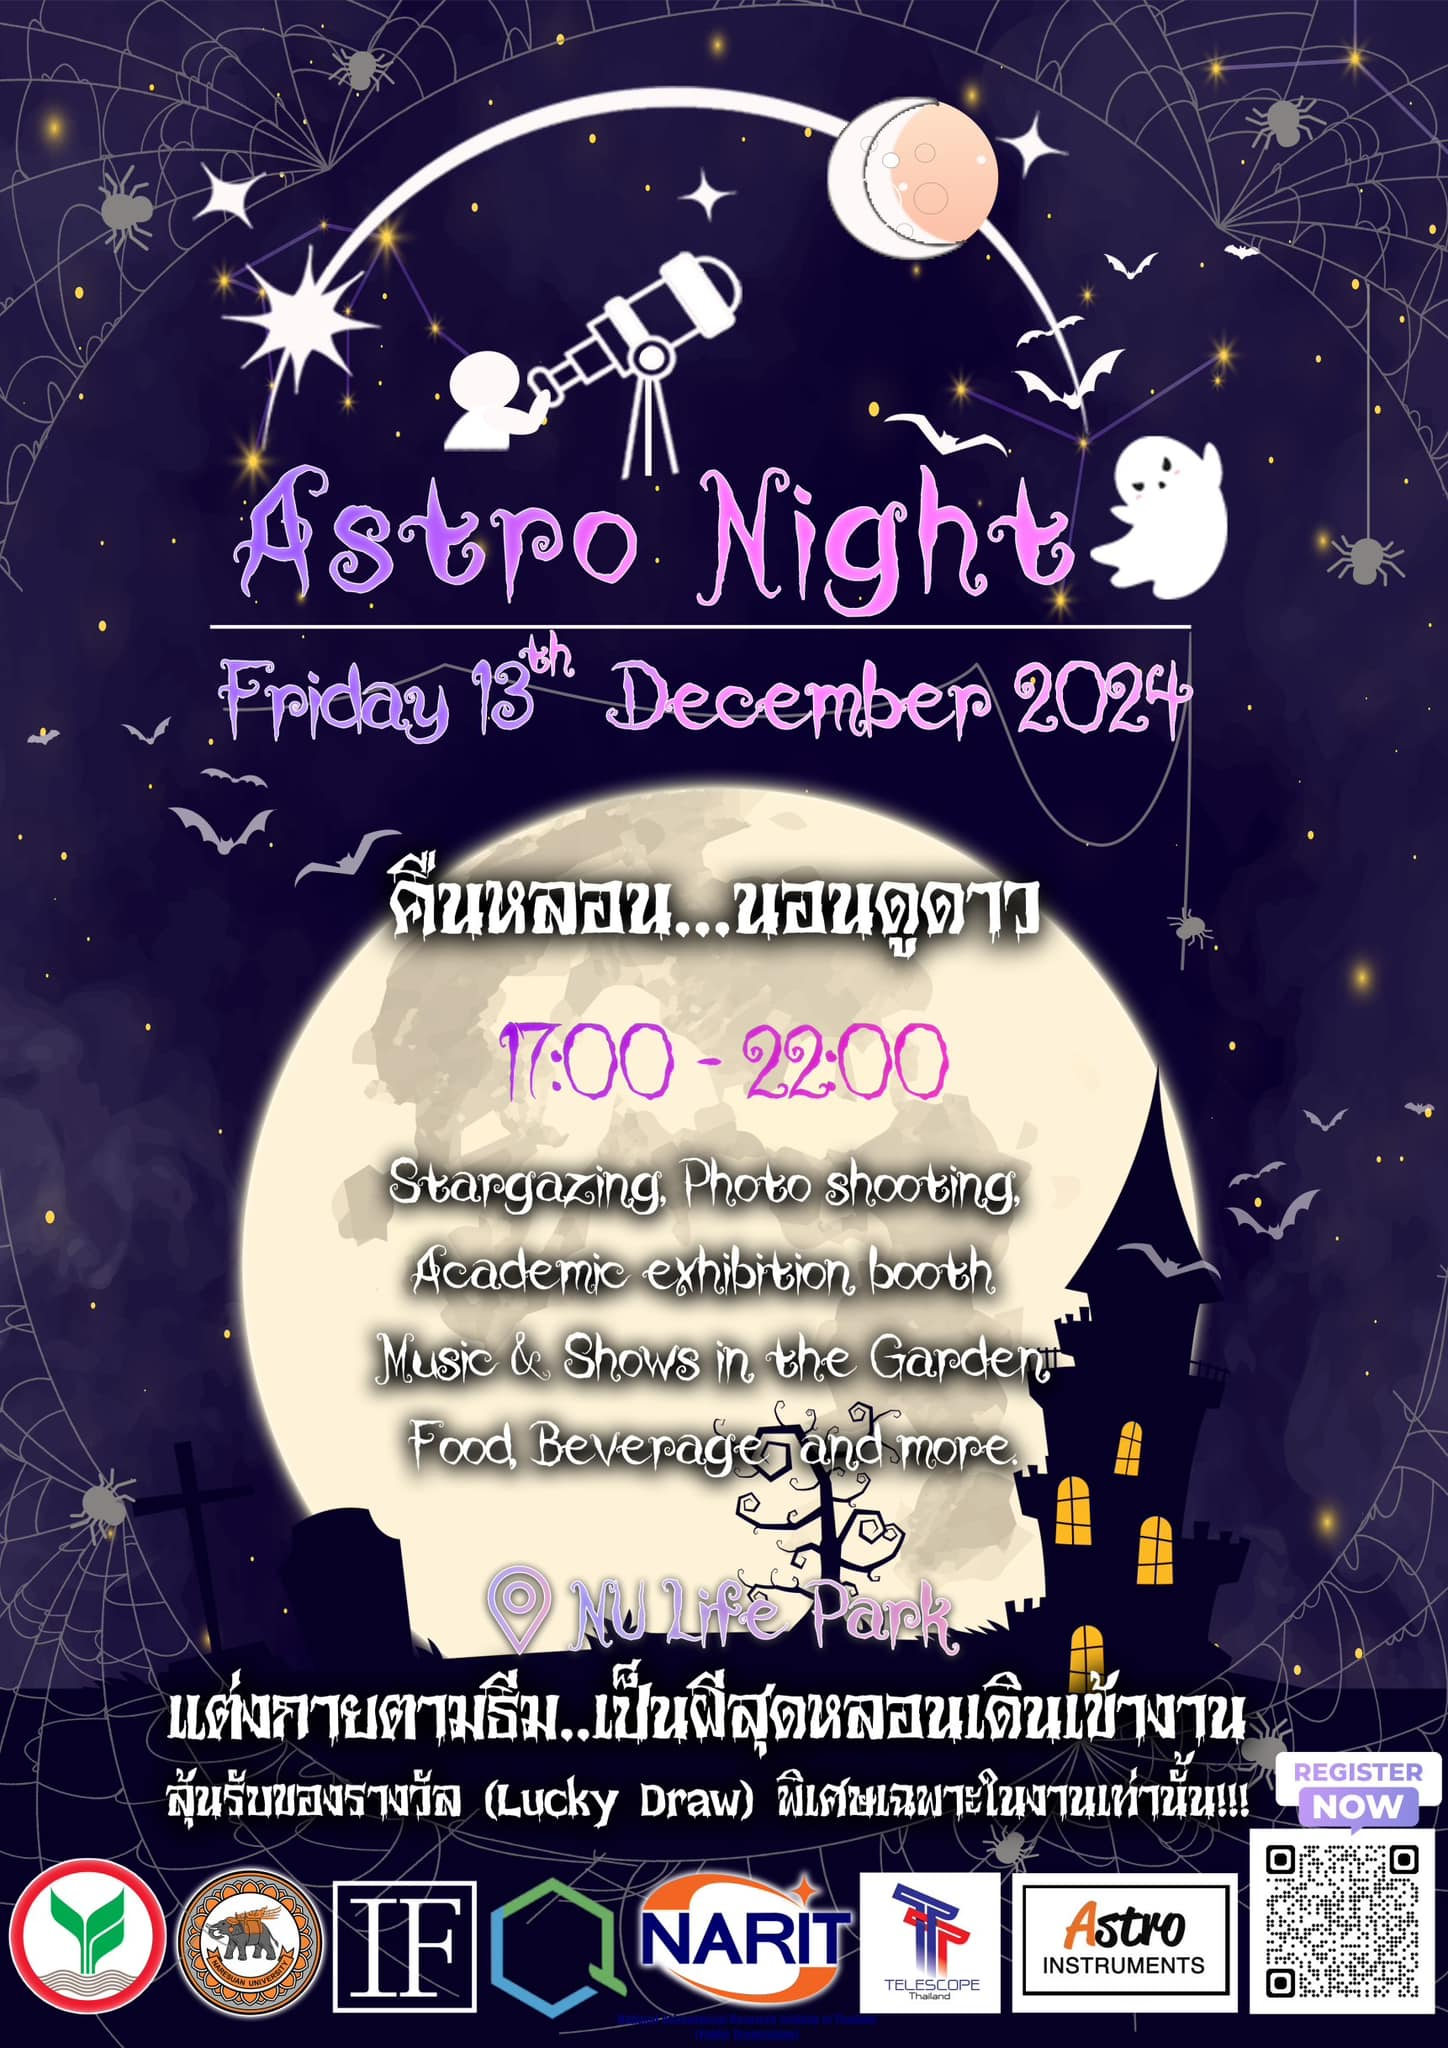 Astro Night
Friday 13th December 2024
คืนหลอน...นอนดูดาว
17:00 - 22:00
Stargazing, Photo shooting,
Academic exhibition booth
Music & Shows in the Garden
Food, Beverage and more.
NU Life Park
แต่งกายตามธีม..เป็นผีสุดหลอนเดินเข้างาน
ลุ้นรับของรางวัล (Lucky Draw) พิเศษเฉพาะในงานเท่านั้น!!!
REGISTER
NOW
NARESUAN UNIVERSITY
IF
NARIT
TELESCOPE
Thailand
Astro
INSTRUMENTS